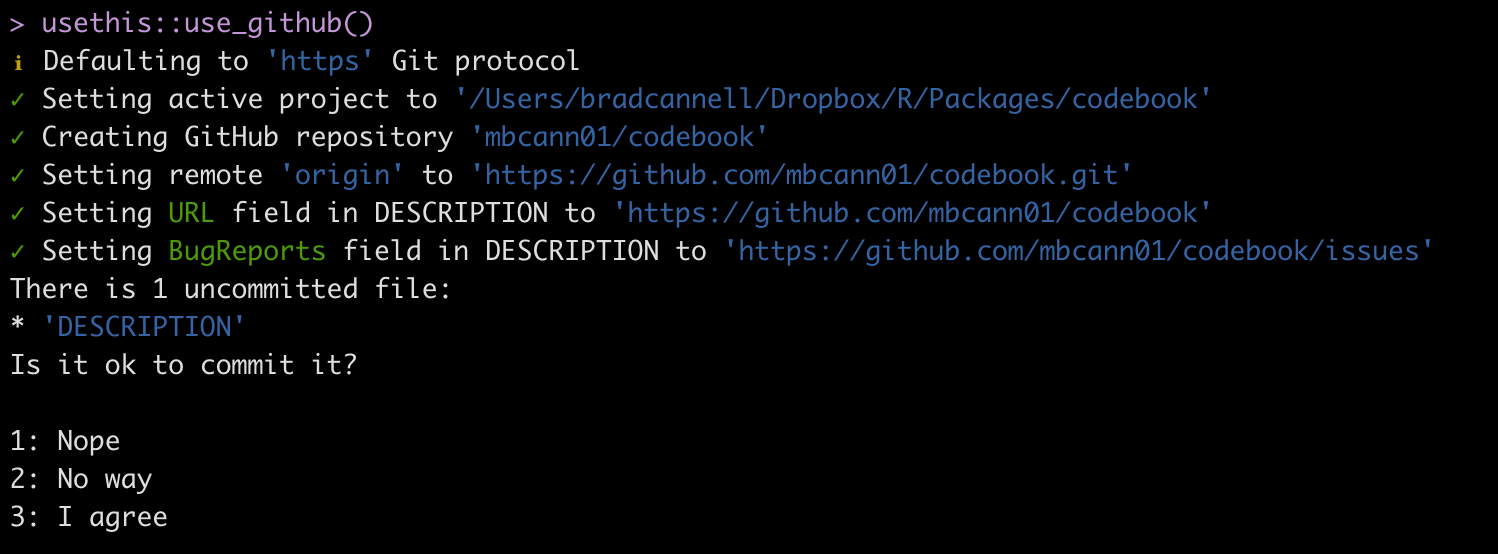 > usethis::use_github()
ℹ Defaulting to 'https' Git protocol
✓ Setting active project to '/Users/bradcannell/Dropbox/R/Packages/codebook'
✓ Creating GitHub repository 'mbcann01/codebook'
✓ Setting remote 'origin' to 'https://github.com/mbcann01/codebook.git'
✓ Setting URL field in DESCRIPTION to 'https://github.com/mbcann01/codebook'
✓ Setting BugReports field in DESCRIPTION to 'https://github.com/mbcann01/codebook/issues'
There is 1 uncommitted file:
* 'DESCRIPTION'
Is it ok to commit it?
1: Nope
2: No way
3: I agree